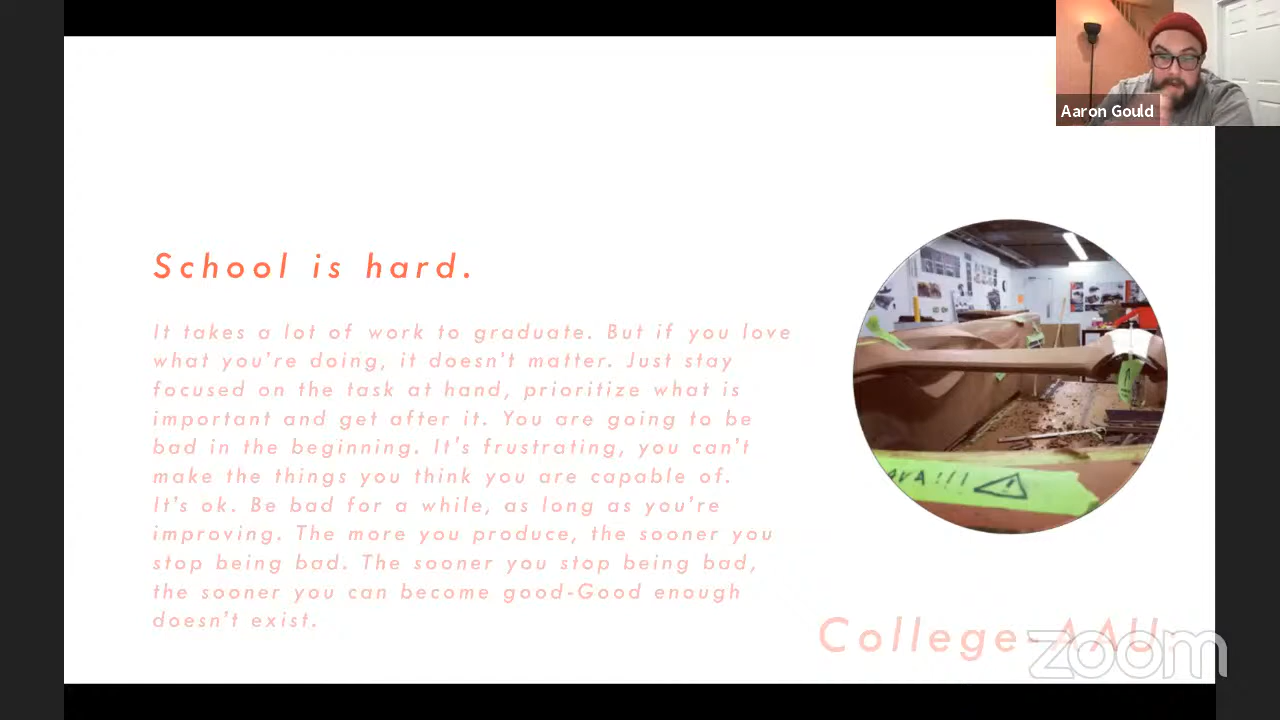 Aaron Gould
School is hard.
It takes a lot of work to graduate. But if you love
what you're doing, it doesn't matter. Just stay
focused on the task at hand, prioritize what is
important and get after it. You are going to be
bad in the beginning. It's frustrating, you can't
make the things you think you are capable of.
It's ok. Be bad for a while, as long as you're
improving. The more you produce, the sooner you
stop being bad. The sooner you stop being bad,
the sooner you can become good-Good enough
doesn't exist.
A
!!!
College-AAU.
zoom